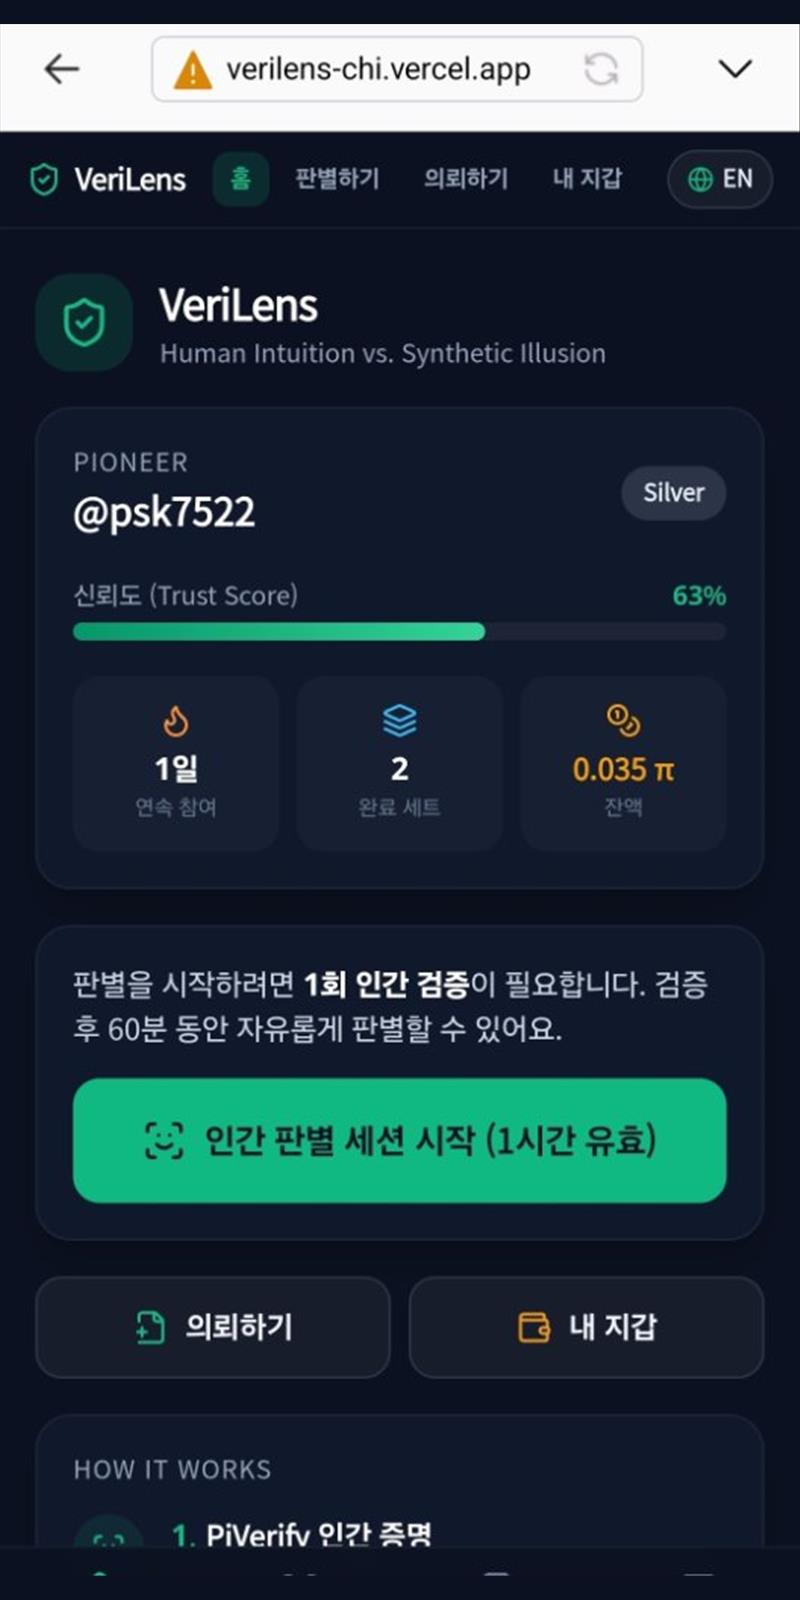 verilens-chi.vercel.app
VeriLens 홈 판별하기 의뢰하기 내 지갑 EN
VeriLens
Human Intuition vs. Synthetic Illusion
PIONEER
@psk7522
Silver
신뢰도 (Trust Score) 63%
1일 2 0.035 π
연속 참여 완료 세트 잔액
판별을 시작하려면 1회 인간 검증이 필요합니다. 검증
후 60분 동안 자유롭게 판별할 수 있어요.
인간 판별 세션 시작 (1시간 유효)
의뢰하기 내 지갑
HOW IT WORKS
1. PiVerify 인간 증명